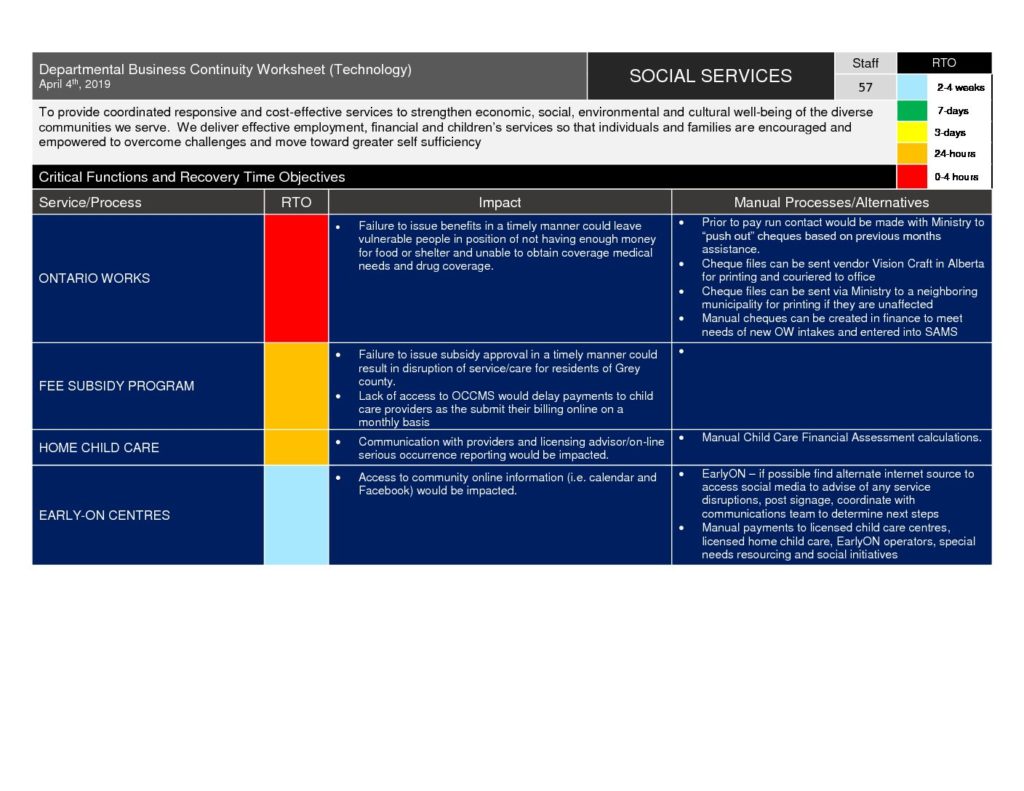 Departmental Business Continuity Worksheet (Technology)
April 4th, 2019
SOCIAL SERVICES
Staff
57
RTO
2-4 weeks
7-days
3-days
24-hours
0-4 hours
To provide coordinated responsive and cost-effective services to strengthen economic, social, environmental and cultural well-being of the diverse
communities we serve. We deliver effective employment, financial and children's services so that individuals and families are encouraged and
empowered to overcome challenges and move toward greater self sufficiency
Critical Functions and Recovery Time Objectives
Service/Process
RTO
Impact
Manual Processes/Alternatives
ONTARIO WORKS
• Failure to issue benefits in a timely manner could leave
vulnerable people in position of not having enough money
for food or shelter and unable to obtain coverage medical
needs and drug coverage.
• Prior to pay run contact would be made with Ministry to
"push out" cheques based on previous months
assistance.
• Cheque files can be sent vendor Vision Craft in Alberta
for printing and couriered to office
• Cheque files can be sent via Ministry to a neighboring
municipality for printing if they are unaffected
• Manual cheques can be created in finance to meet
needs of new OW intakes and entered into SAMS
FEE SUBSIDY PROGRAM
• Failure to issue subsidy approval in a timely manner could
result in disruption of service/care for residents of Grey
county.
• Lack of access to OCCMS would delay payments to child
care providers as the submit their billing online on a
monthly basis
•
HOME CHILD CARE
• Communication with providers and licensing advisor/on-line
serious occurrence reporting would be impacted.
• Manual Child Care Financial Assessment calculations.
EARLY-ON CENTRES
• Access to community online information (i.e. calendar and
Facebook) would be impacted.
• EarlyON – if possible find alternate internet source to
access social media to advise of any service
disruptions, post signage, coordinate with
communications team to determine next steps
• Manual payments to licensed child care centres,
licensed home child care, EarlyON operators, special
needs resourcing and social initiatives